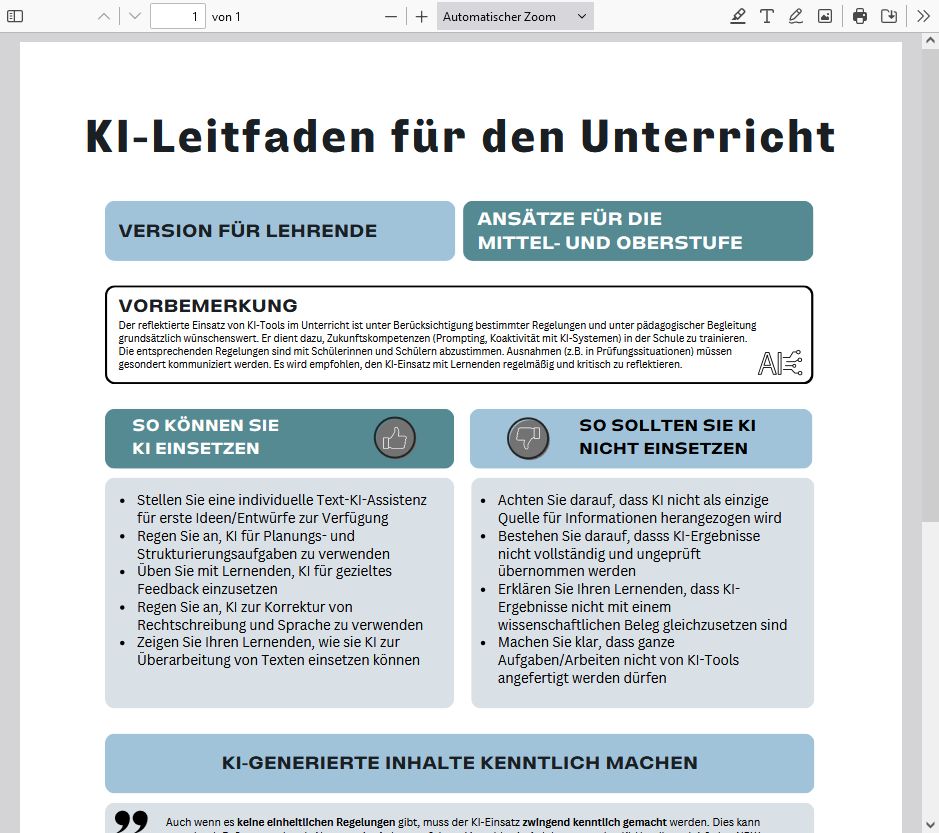 1 von 1 Automatischer Zoom
KI-Leitfaden für den Unterricht
VERSION FÜR LEHRENDE
ANSÄTZE FÜR DIE
MITTEL- UND OBERSTUFE
VORBEMERKUNG
Der reflektierte Einsatz von KI-Tools im Unterricht ist unter Berücksichtigung bestimmter Regelungen und unter pädagogischer Begleitung
grundsätzlich wünschenswert. Er dient dazu, Zukunftskompetenzen (Prompting, Koaktivität mit KI-Systemen) in der Schule zu trainieren.
Die entsprechenden Regelungen sind mit Schülerinnen und Schülern abzustimmen. Ausnahmen (z.B. in Prüfungssituationen) müssen
gesondert kommuniziert werden. Es wird empfohlen, den KI-Einsatz mit Lernenden regelmäßig und kritisch zu reflektieren.
AI
SO KÖNNEN SIE
KI EINSETZEN
• Stellen Sie eine individuelle Text-KI-Assistenz
für erste Ideen/Entwürfe zur Verfügung
• Regen Sie an, KI für Planungs- und
Strukturierungsaufgaben zu verwenden
• Üben Sie mit Lernenden, KI für gezieltes
Feedback einzusetzen
• Regen Sie an, KI zur Korrektur von
Rechtschreibung und Sprache zu verwenden
• Zeigen Sie Ihren Lernenden, wie sie KI zur
Überarbeitung von Texten einsetzen können
SO SOLLTEN SIE KI
NICHT EINSETZEN
• Achten Sie darauf, dass KI nicht als einzige
Quelle für Informationen herangezogen wird
• Bestehen Sie darauf, dasss KI-Ergebnisse
nicht vollständig und ungeprüft
übernommen werden
• Erklären Sie Ihren Lernenden, dass KI-
Ergebnisse nicht mit einem
wissenschaftlichen Beleg gleichzusetzen sind
• Machen Sie klar, dass ganze
Aufgaben/Arbeiten nicht von KI-Tools
angefertigt werden dürfen
KI-GENERIERTE INHALTE KENNTLICH MACHEN
Auch wenn es keine einheitlichen Regelungen gibt, muss der KI-Einsatz zwingend kenntlich gemacht werden. Dies kann